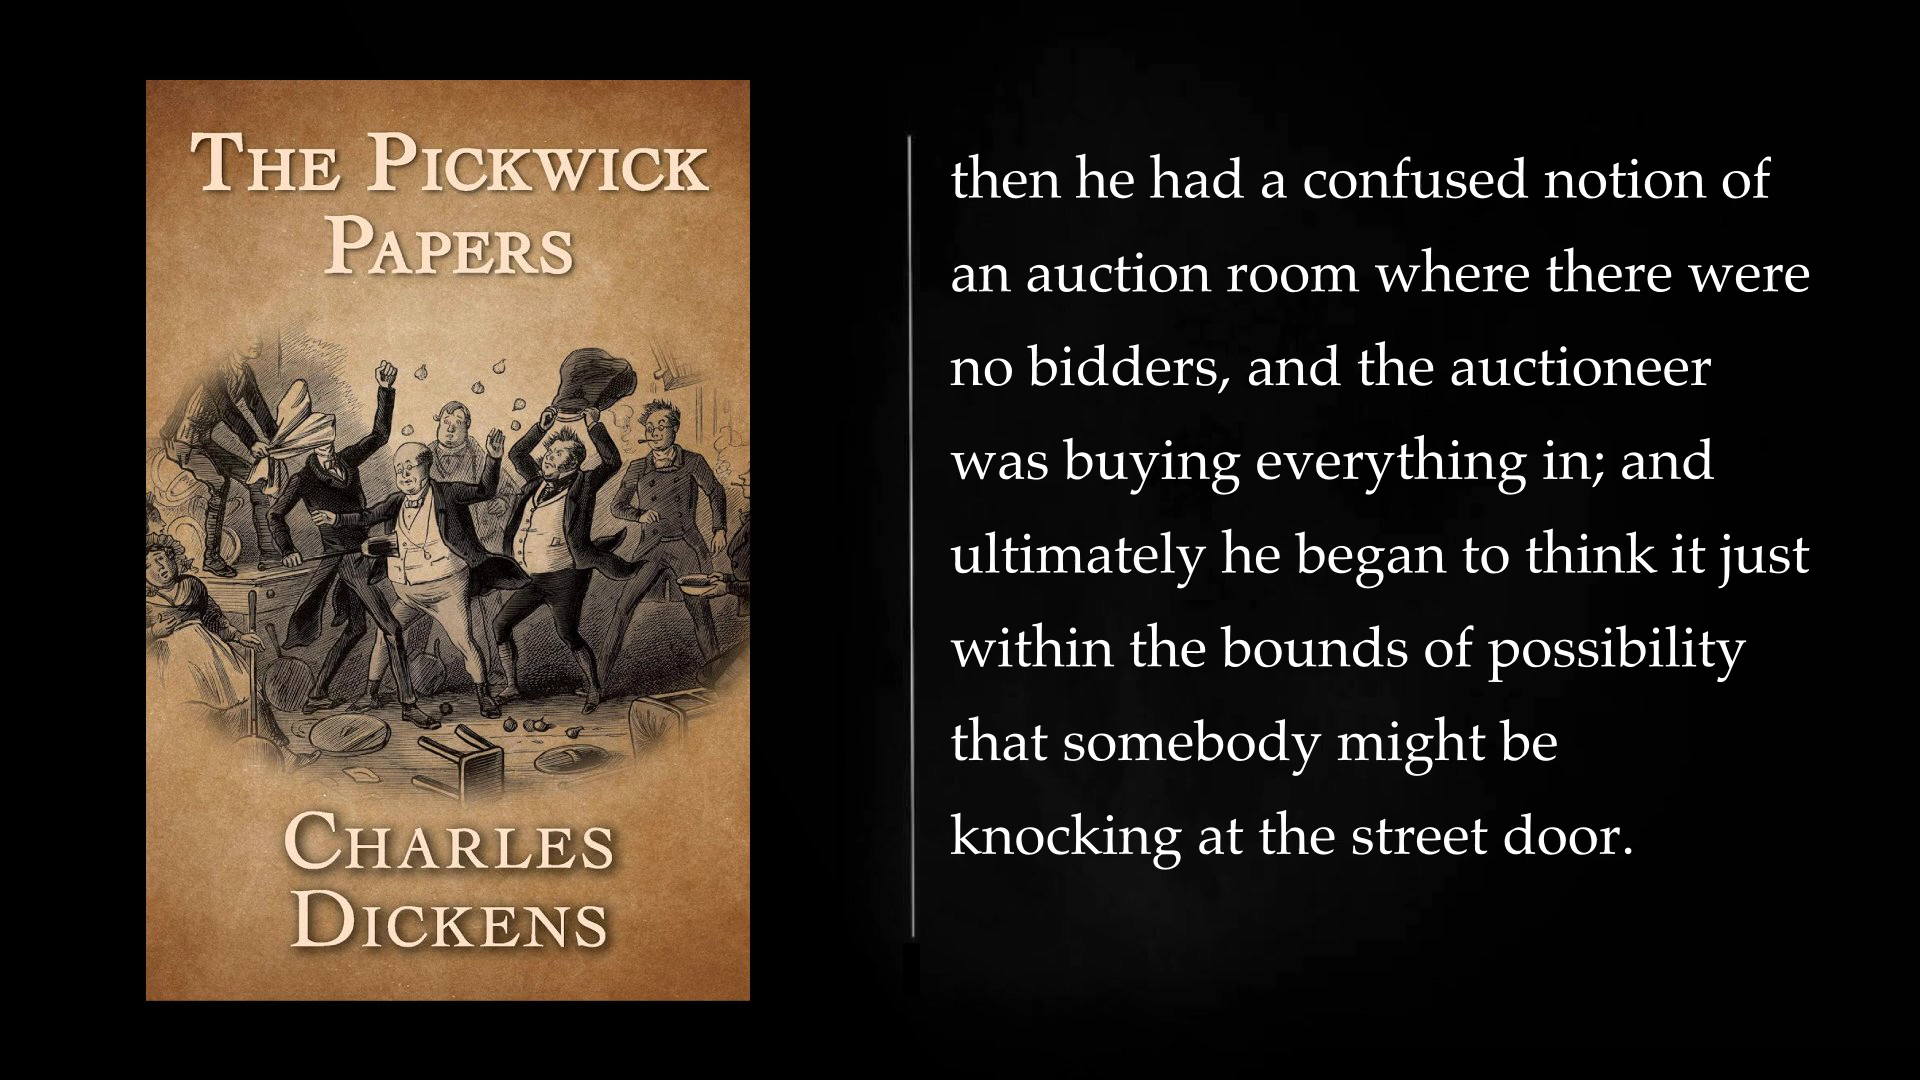 THE PICKWICK
PAPERS
CHARLES
DICKENS
then he had a confused notion of
an auction room where there were
no bidders, and the auctioneer
was buying everything in; and
ultimately he began to think it just
within the bounds of possibility
that somebody might be
knocking at the street door.